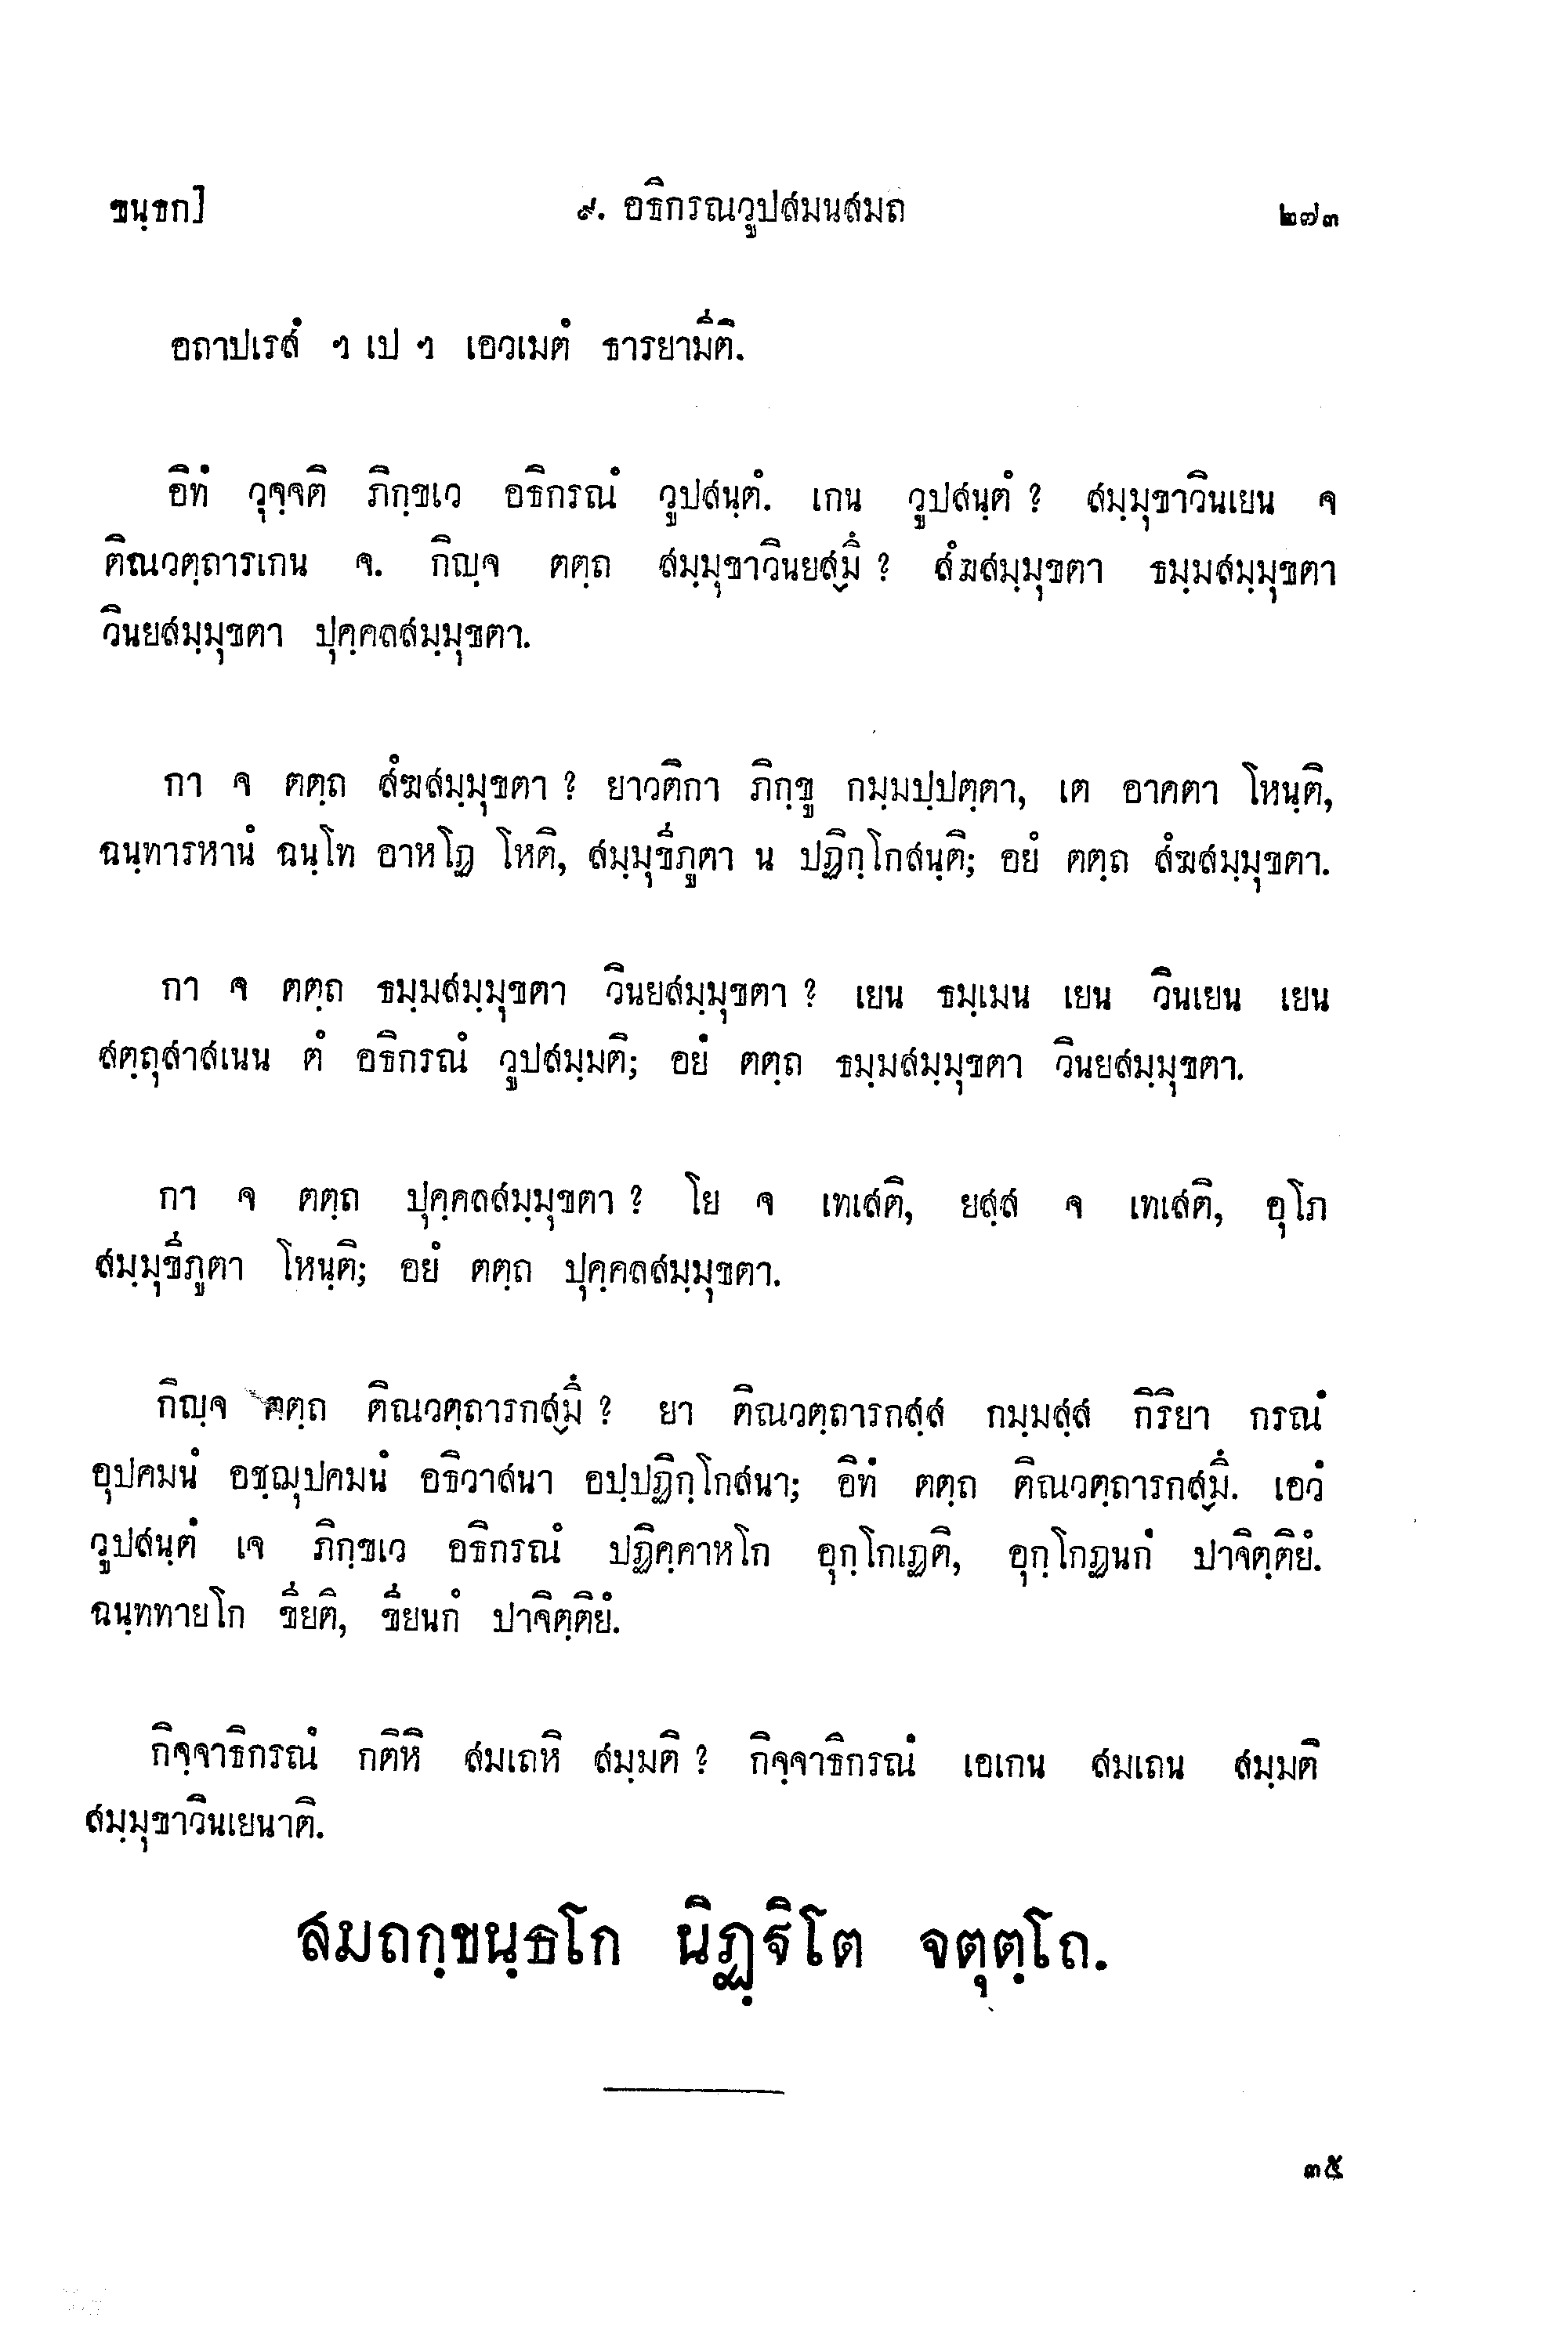 ขนฺธก]
๙. อธิกรณวูปสมนสมถ
๒๗๓
อถาปเรสํ ฯ เป ฯ เอวเมตํ ธารยามีติ.
อิทํ วุจฺจติ ภิกฺขเว อธิกรณํ วูปสนฺตํ. เกน วูปสนฺตํ ? สมฺมุขาวินเยน จ
ติณวตฺถารเกน จ. กิญฺจ ตตฺถ สมฺมุขาวินยสฺมึ ? สํฆสมฺมุขตา ธมฺมสมฺมุขตา
วินยสมฺมุขตา ปุคฺคลสมฺมุขตา.
กา จ ตตฺถ สํฆสมฺมุขตา ? ยาวติกา ภิกฺขู กมฺมปฺปตฺตา, เต อาคตา โหนฺติ,
ฉนฺทารหานํ ฉนฺโท อาหโฏ โหติ, สมฺมุขีภูตา น ปฏิกฺโกสนฺติ; อยํ ตตฺถ สํฆสมฺมุขตา.
กา จ ตตฺถ ธมฺมสมฺมุขตา วินยสมฺมุขตา ? เยน ธมฺเมน เยน วินเยน เยน
สตฺถุสาสเนน ตํ อธิกรณํ วูปสมฺมติ; อยํ ตตฺถ ธมฺมสมฺมุขตา วินยสมฺมุขตา.
กา จ ตตฺถ ปุคฺคลสมฺมุขตา ? โย จ เทเสติ, ยสฺส จ เทเสติ, อุโภ
สมฺมุขีภูตา โหนฺติ; อยํ ตตฺถ ปุคฺคลสมฺมุขตา.
กิญฺจ ตตฺถ ติณวตฺถารกสฺมึ ? ยา ติณวตฺถารกสฺส กมฺมสฺส กิริยา กรณํ
อุปคมนํ อชฺฌุปคมนํ อธิวาสนา อปฺปฏิกฺโกสนา; อิทํ ตตฺถ ติณวตฺถารกสฺมึ. เอวํ
วูปสนฺตํ เจ ภิกฺขเว อธิกรณํ ปฏิคฺคาหโก อุกฺโกเฏติ, อุกฺโกฏนกํ ปาจิตฺติยํ.
ฉนฺททายโก ขียติ, ขียนกํ ปาจิตฺติยํ.
กิจฺจาธิกรณํ กติหิ สมเถหิ สมฺมติ ? กิจฺจาธิกรณํ เอเกน สมเถน สมฺมติ
สมฺมุขาวินเยนาติ.
สมถกฺขนฺธโก นิฏฺฐิโต จตุตฺโถ.
๓๕